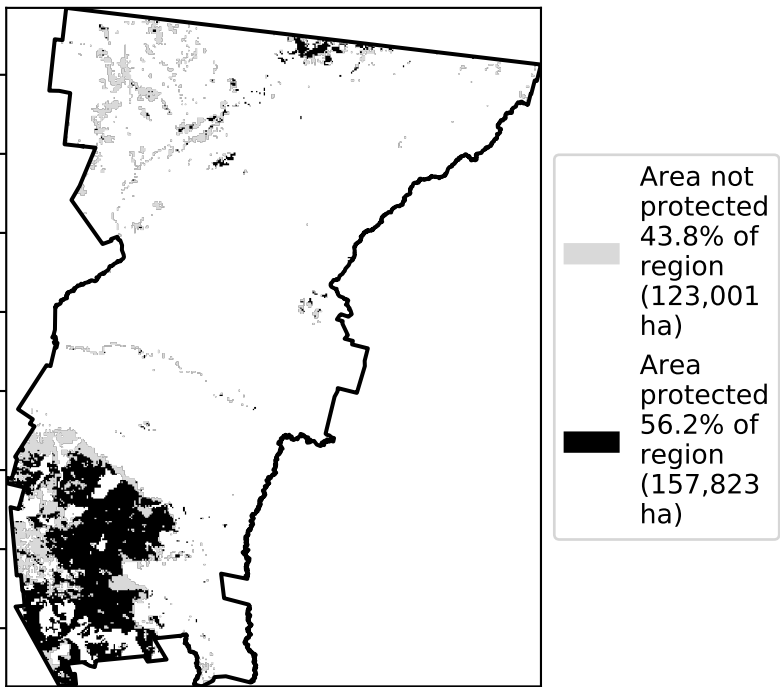 Area not
protected
43.8% of
region
(123,001
ha)
Area
protected
56.2% of
region
(157,823
ha)